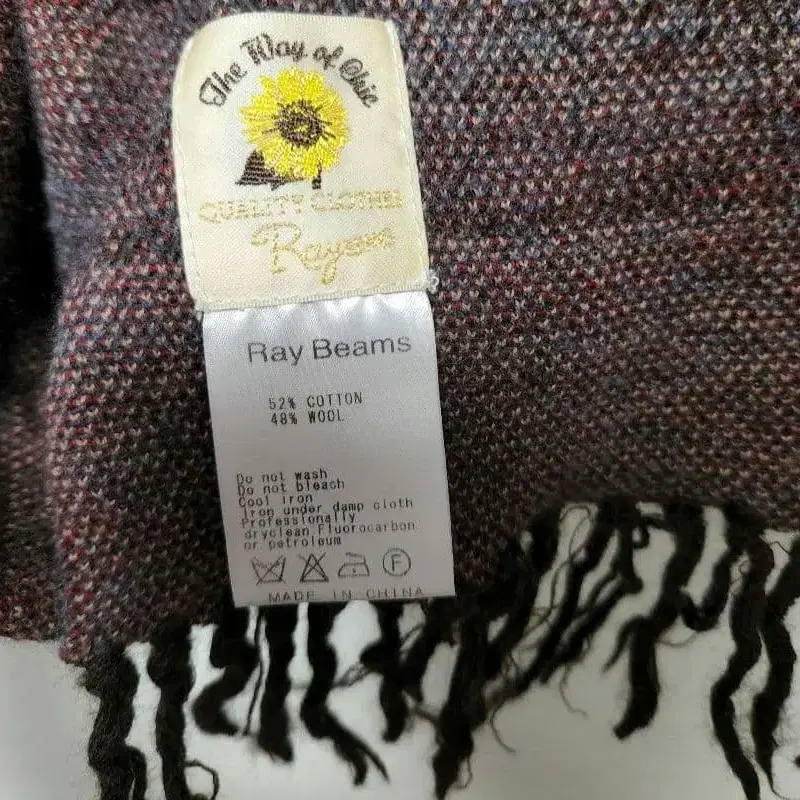 The Way of Chic
QUALITY CLOTHES
Ray
Ray Beams
52% COTTON
48% WOOL
Do not wash
Do not bleach
Cool iron
Iron under damp cloth
Professionally
dryclean Fluorocarbon
or petroleum
F
MADE IN CHINA